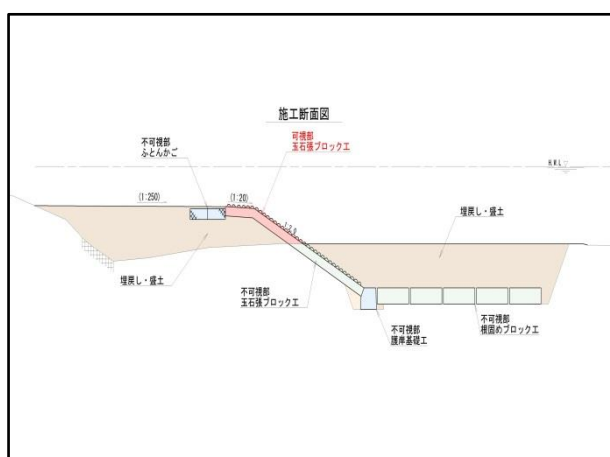 施工断面図
不可視部
ふとんかご
可視部
玉石張ブロック工
H.W.L
(1:250)
(1:20)
1:2.0
埋戻し・盛土
埋戻し・盛土
不可視部
玉石張ブロック工
不可視部
護岸基礎工
不可視部
根固めブロック工